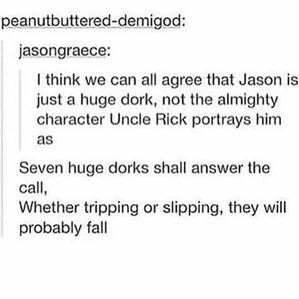 peanutbuttered-demigod:
jasongraece:
I think we can all agree that Jason is
just a huge dork, not the almighty
character Uncle Rick portrays him
as
Seven huge dorks shall answer the
call,
Whether tripping or slipping, they will
probably fall